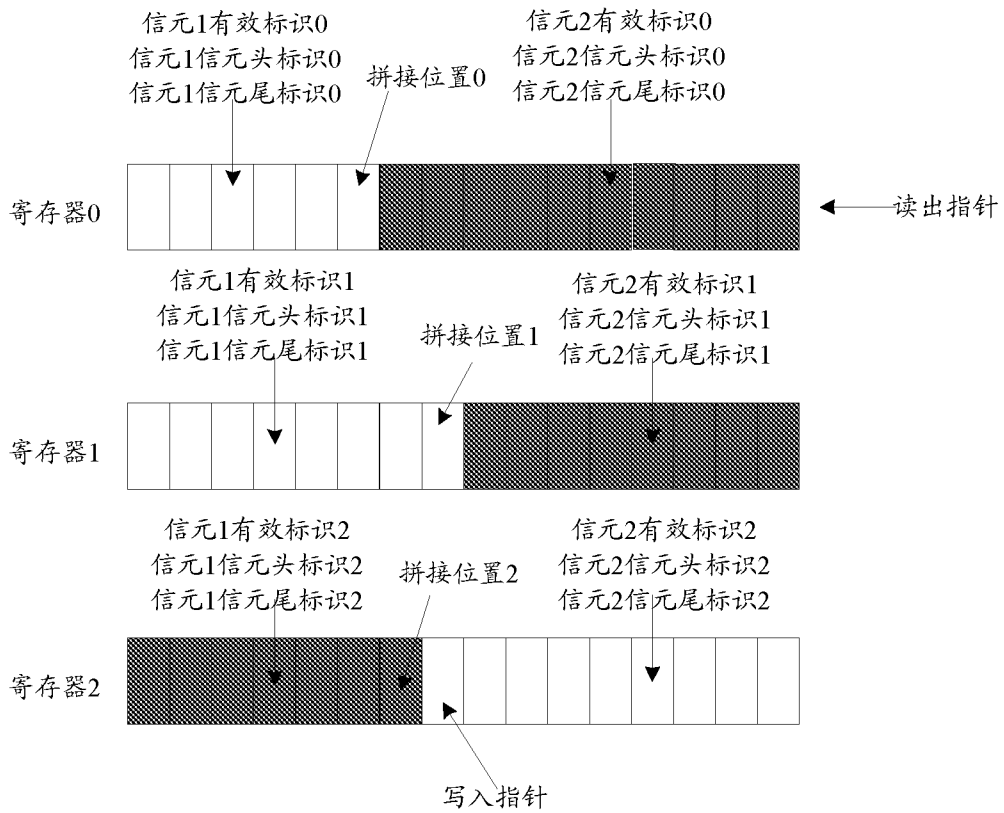 信元1有效标识0
信元1信元头标识0
信元1信元尾标识0
拼接位置0
信元2有效标识0
信元2信元头标识0
信元2信元尾标识0
寄存器0
读出指针
信元1有效标识1
信元1信元头标识1
信元1信元尾标识1
拼接位置1
信元2有效标识1
信元2信元头标识1
信元2信元尾标识1
寄存器1
信元1有效标识2
信元1信元头标识2
信元1信元尾标识2
拼接位置2
信元2有效标识2
信元2信元头标识2
信元2信元尾标识2
寄存器2
写入指针